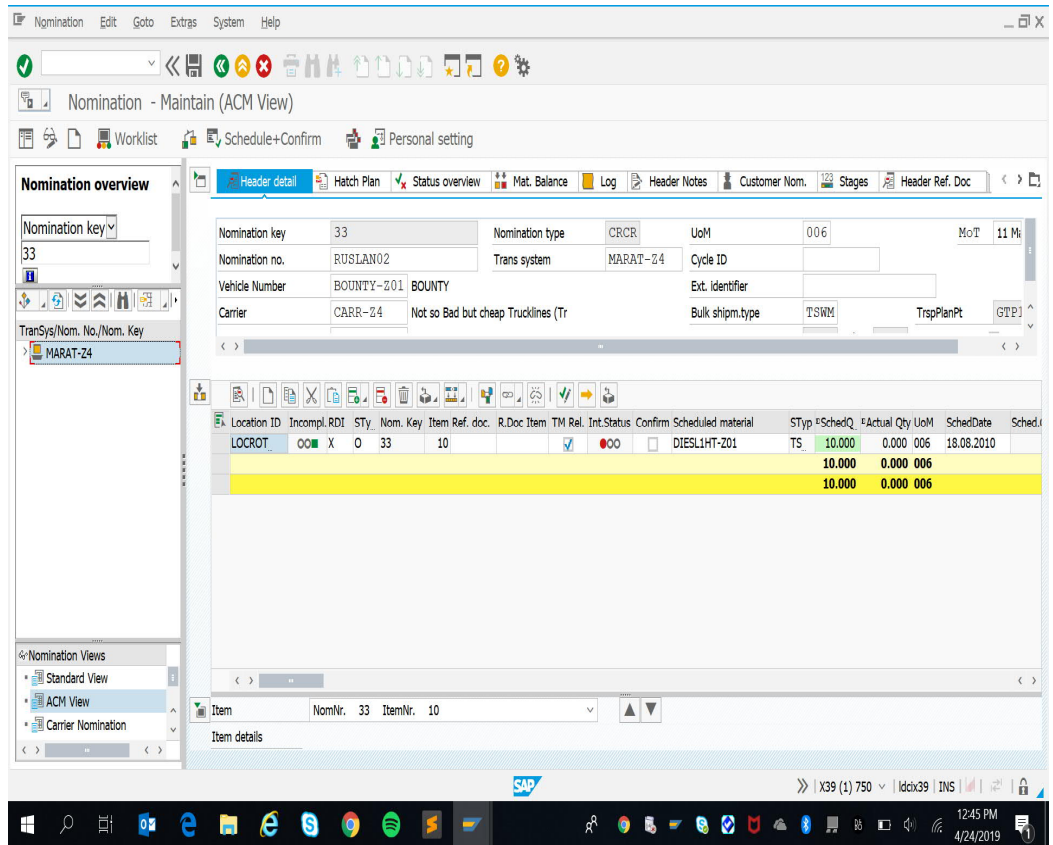 Nomination Edit Goto Extras System Help
Nomination - Maintain (ACM View)
Worklist Schedule+Confirm Personal setting
Nomination overview
Nomination key
33
TranSys/Nom. No./Nom. Key
MARAT-Z4
Header detail Hatch Plan Status overview Mat. Balance Log Header Notes Customer Nom. Stages Header Ref. Doc
Nomination key 33 Nomination type CRCR UoM 006 MoT 11
Nomination no. RUSLAN02 Trans system MARAT-Z4 Cycle ID
Vehicle Number BOUNTY-Z01 BOUNTY Ext. identifier
Carrier CARR-Z4 Not so Bad but cheap Trucklines (Tr Bulk shipm.type TSWM TrspPlanPt
Location ID Incompl. RDI STy Nom. Key Item Ref. doc. R.Doc Item TM Rel. Int.Status Confirm Scheduled material STyp SchedQ Actual Qty UoM SchedDate Sched.
LOCROT X O 33 10 DIESL1HT-Z01 TS 10.000 0.000 006 18.08.2010
10.000 0.000 006
10.000 0.000 006
Nomination Views
Standard View
ACM View
Carrier Nomination
Item NomNr. 33 ItemNr. 10
Item details
SAP X39 (1) 750 ldcix39 INS
12:45 PM
4/24/2019